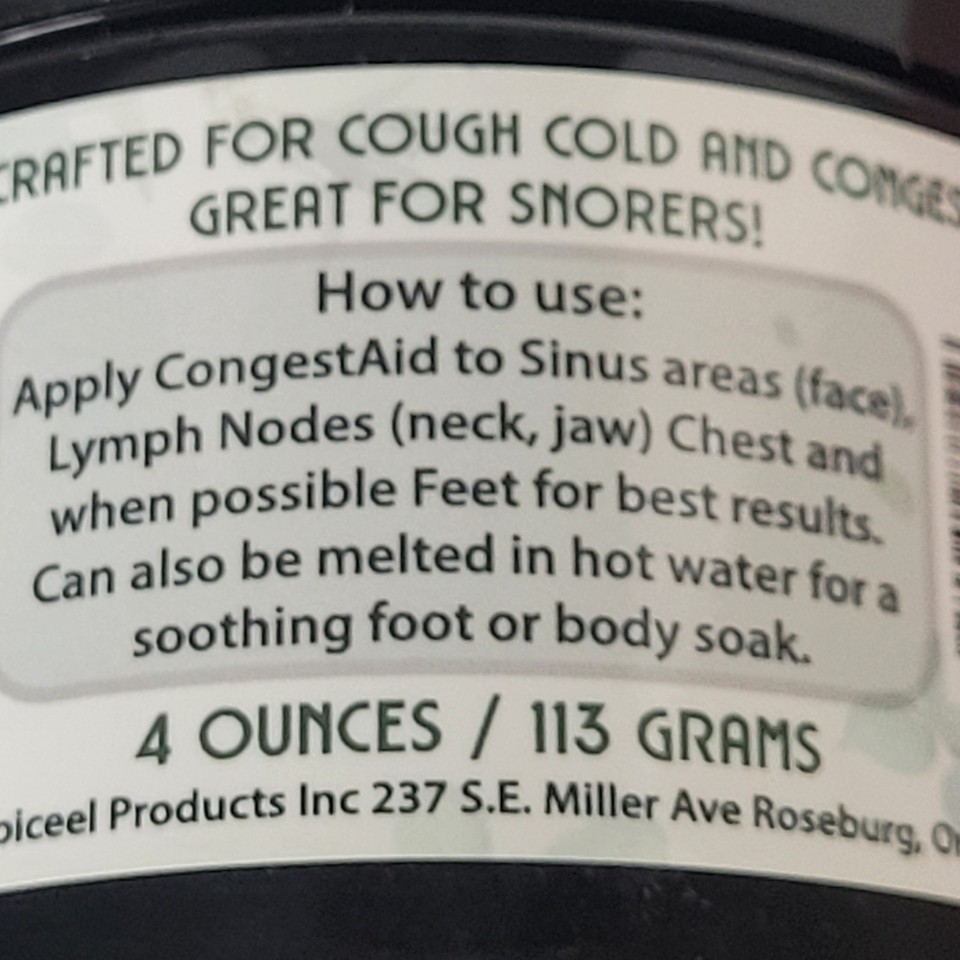 CRAFTED FOR COUGH COLD AND CONGES
GREAT FOR SNORERS!
How to use:
Apply CongestAid to Sinus areas (face),
Lymph Nodes (neck, jaw) Chest and
when possible Feet for best results.
Can also be melted in hot water for a
soothing foot or body soak.
4 OUNCES / 113 GRAMS
piceel Products Inc 237 S.E. Miller Ave Roseburg, Or